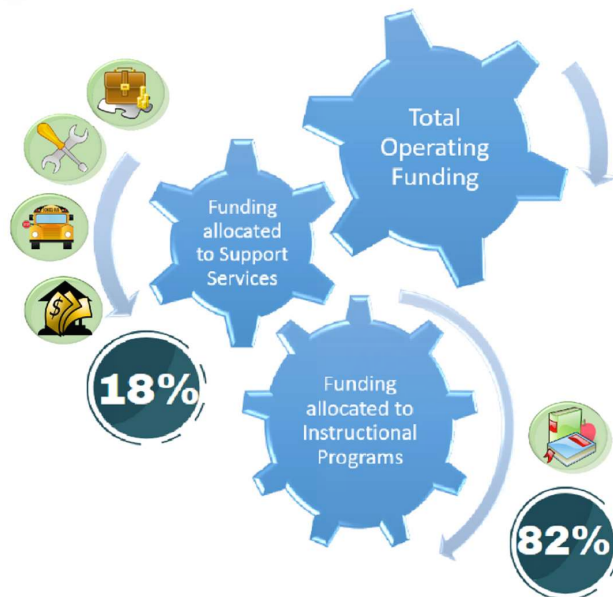 Total
Operating
Funding
Funding
allocated
to Support
Services
18%
Funding
allocated to
Instructional
Programs
82%